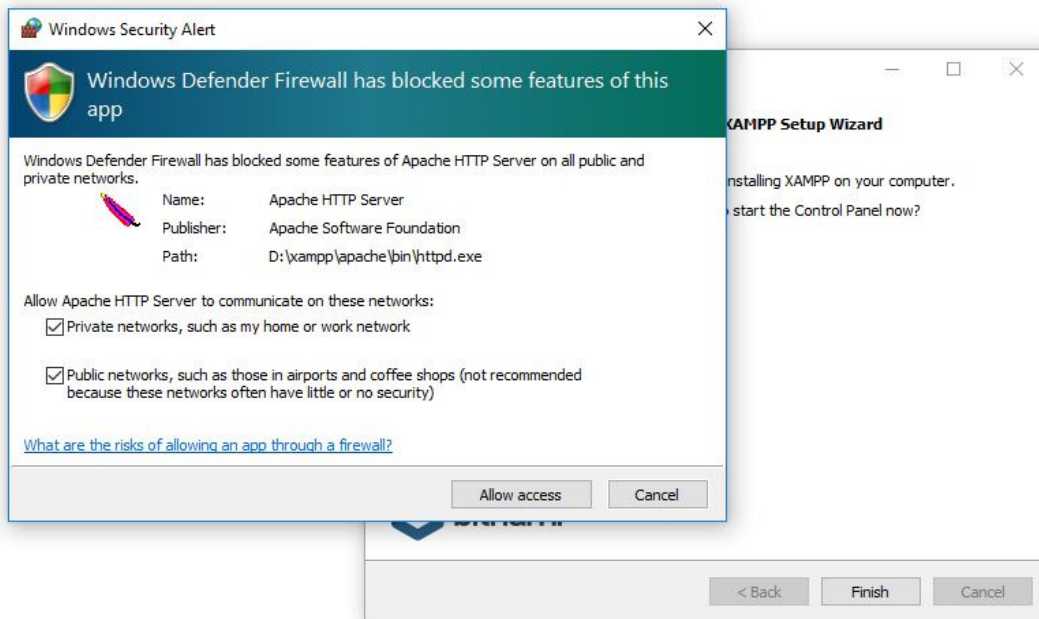 Windows Security Alert
Windows Defender Firewall has blocked some features of this
app
Windows Defender Firewall has blocked some features of Apache HTTP Server on all public and
private networks.
Name: Apache HTTP Server
Publisher: Apache Software Foundation
Path: D:\xampp\apache\bin\httpd.exe
Allow Apache HTTP Server to communicate on these networks:
Private networks, such as my home or work network
Public networks, such as those in airports and coffee shops (not recommended
because these networks often have little or no security)
What are the risks of allowing an app through a firewall?
Allow access
Cancel
XAMPP Setup Wizard
installing XAMPP on your computer.
start the Control Panel now?
< Back
Finish
Cancel